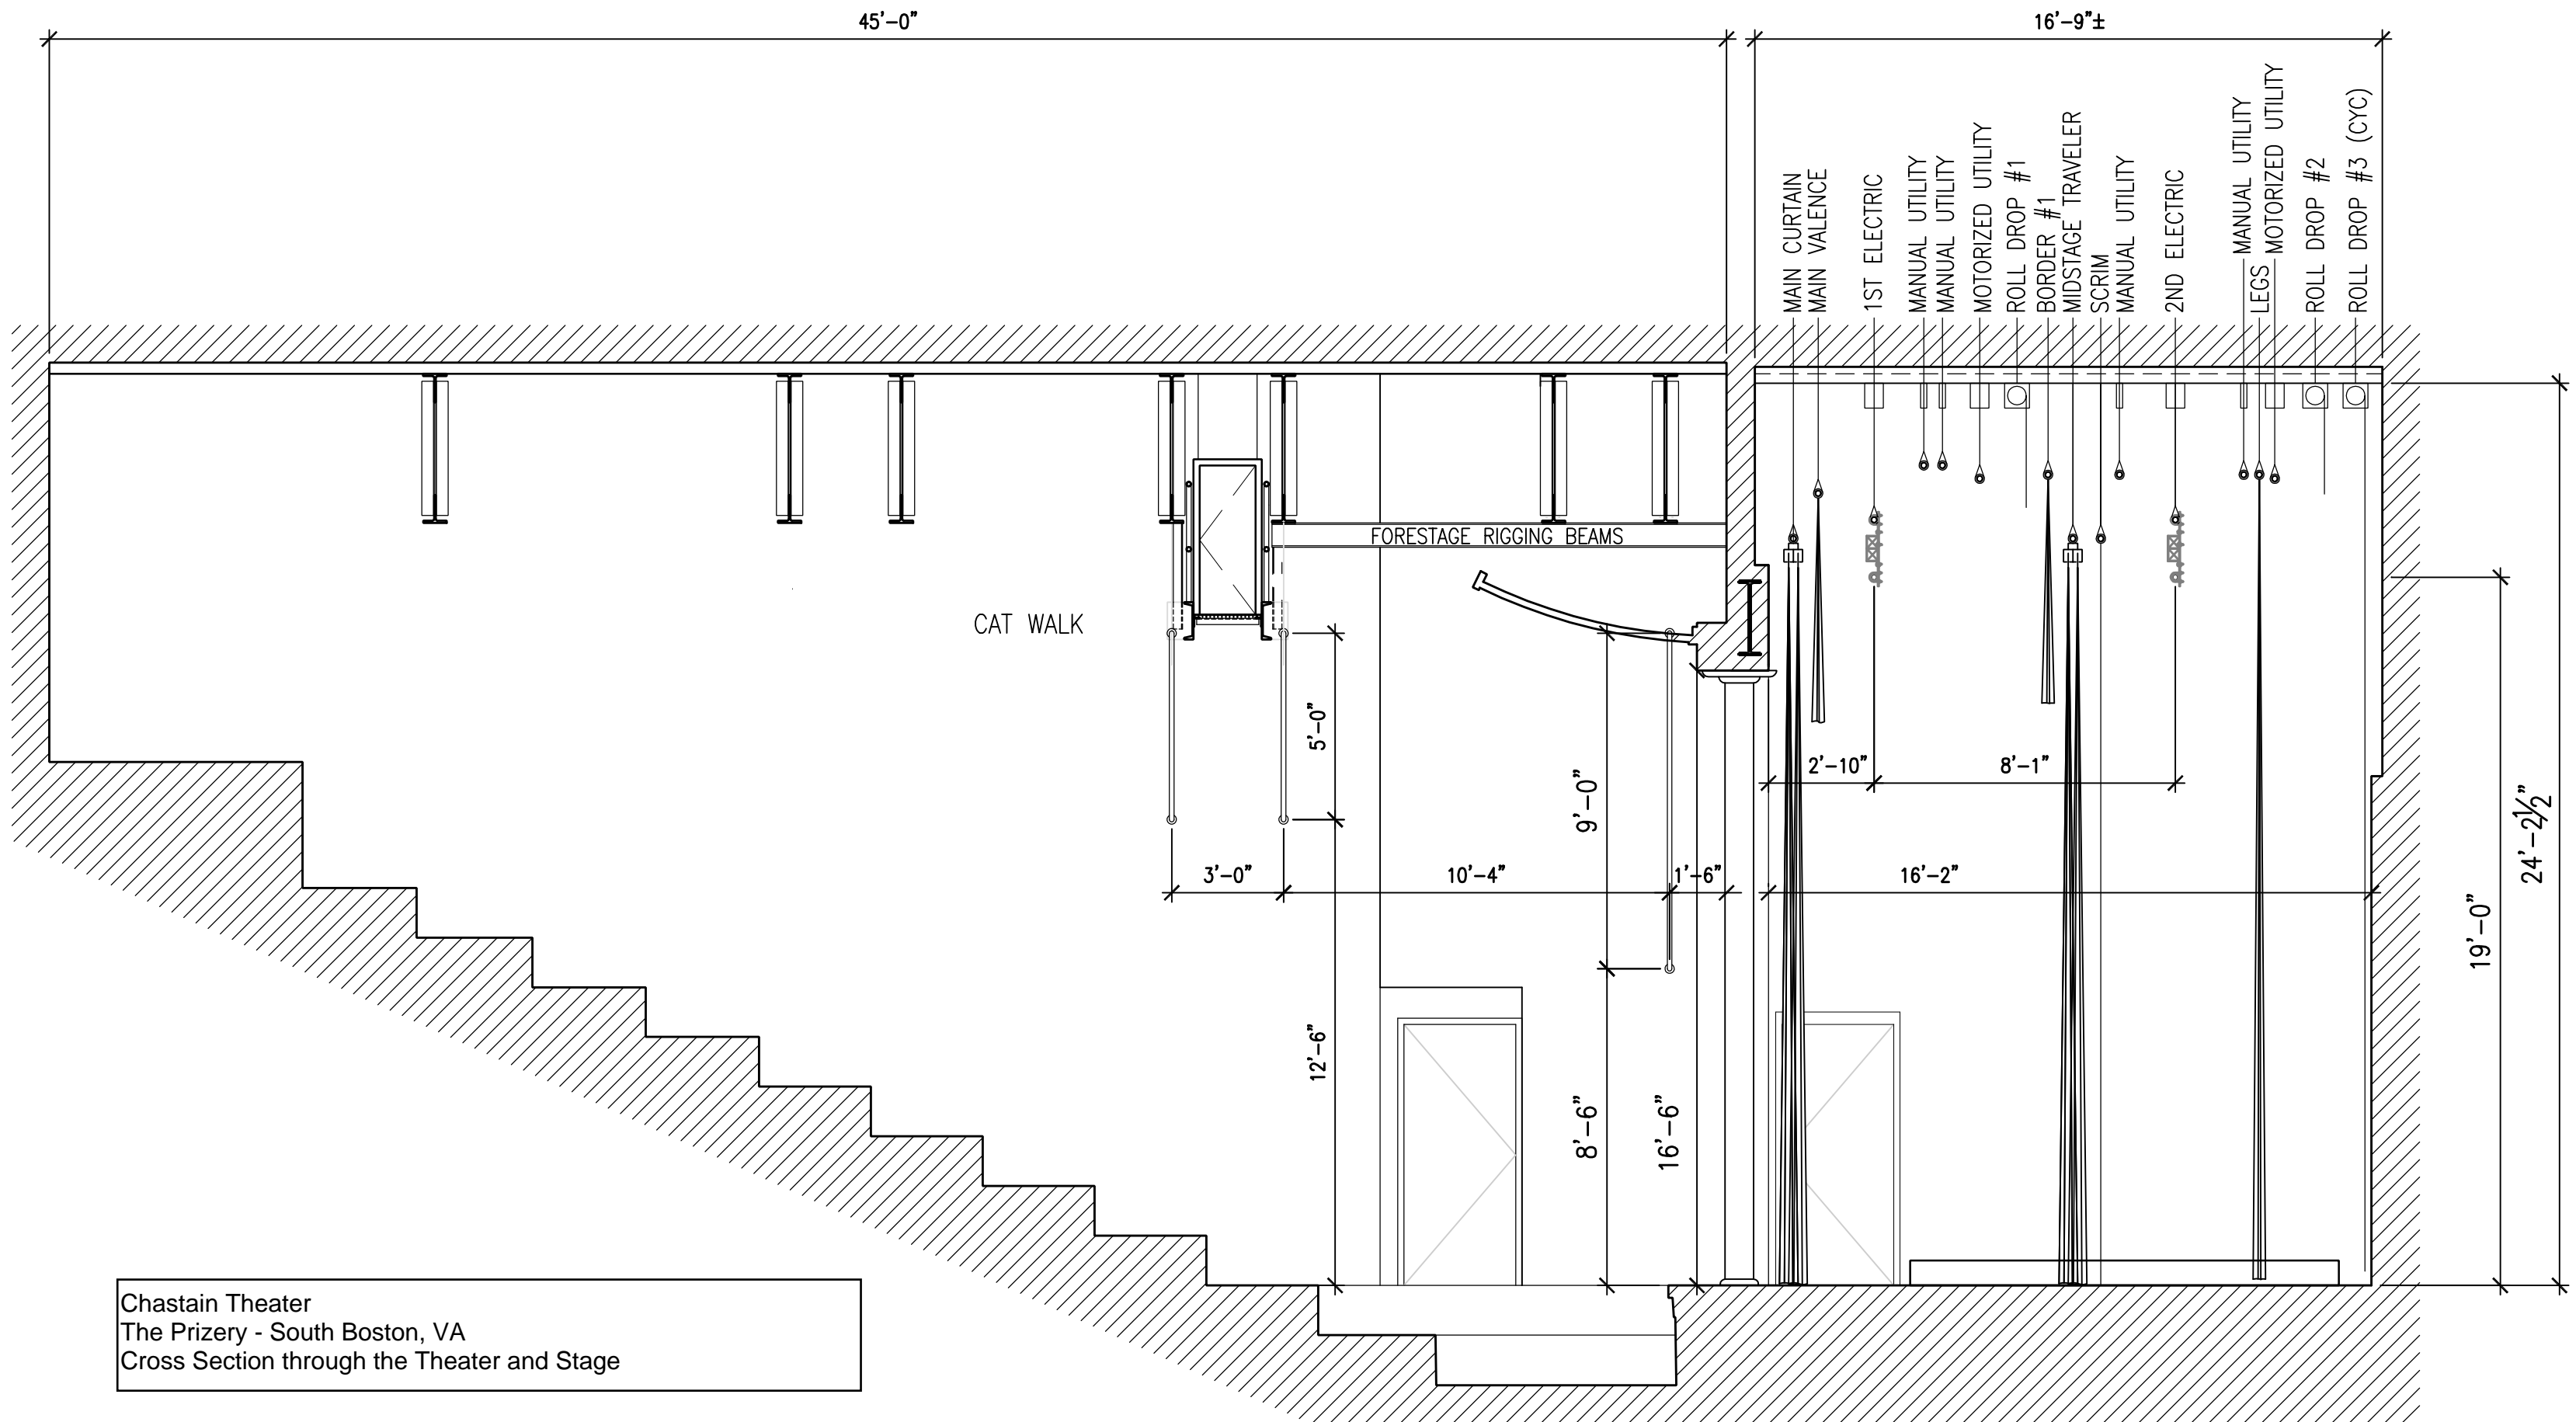 45'-0"
16'-9"±
MAIN CURTAIN
MAIN VALENCE
1ST ELECTRIC
MANUAL UTILITY
MANUAL UTILITY
MOTORIZED UTILITY
ROLL DROP #1
BORDER #1
MIDSTAGE TRAVELER
SCRIM
MANUAL UTILITY
2ND ELECTRIC
MANUAL UTILITY
LEGS
MOTORIZED UTILITY
ROLL DROP #2
ROLL DROP #3 (CYC)
FORESTAGE RIGGING BEAMS
CAT WALK
5'-0"
9'-0"
2'-10"
8'-1"
3'-0"
10'-4"
1'-6"
16'-2"
19'-0"
24'-2½"
12'-6"
8'-6"
16'-6"
Chastain Theater
The Prizery - South Boston, VA
Cross Section through the Theater and Stage